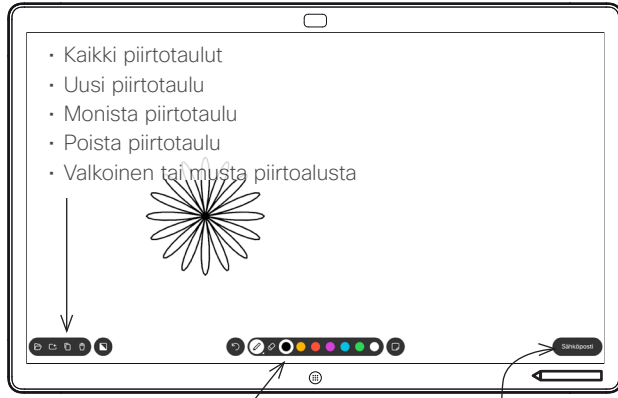 • Kaikki piirtotaulut
• Uusi piirtotaulu
• Monista piirtotaulu
• Poista piirtotaulu
• Valkoinen tai musta piirtoalusta
Sähköposti